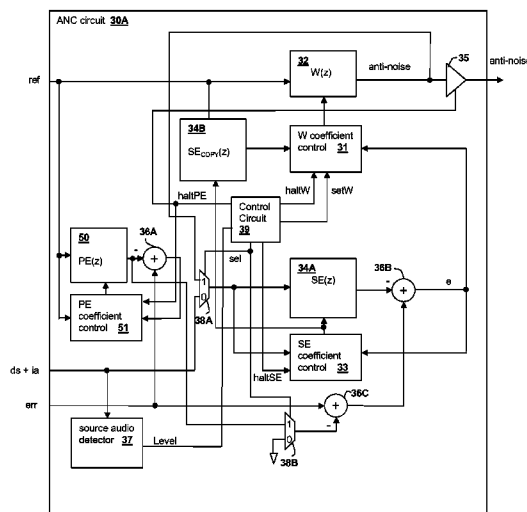 ANC circuit 30A
32
W(z)
anti-noise
35
anti-noise
ref
34B
SECOPY(z)
W coefficient
control 31
haltPE
haltW
setW
Control
Circuit
39
50
PE(z)
36A
-
+
sel
34A
SE(z)
36B
-
+
e
1
0
38A
PE
coefficient
control 51
SE
coefficient
control 33
haltSE
ds + ia
36C
+
-
err
source audio
detector 37
Level
1
0
38B